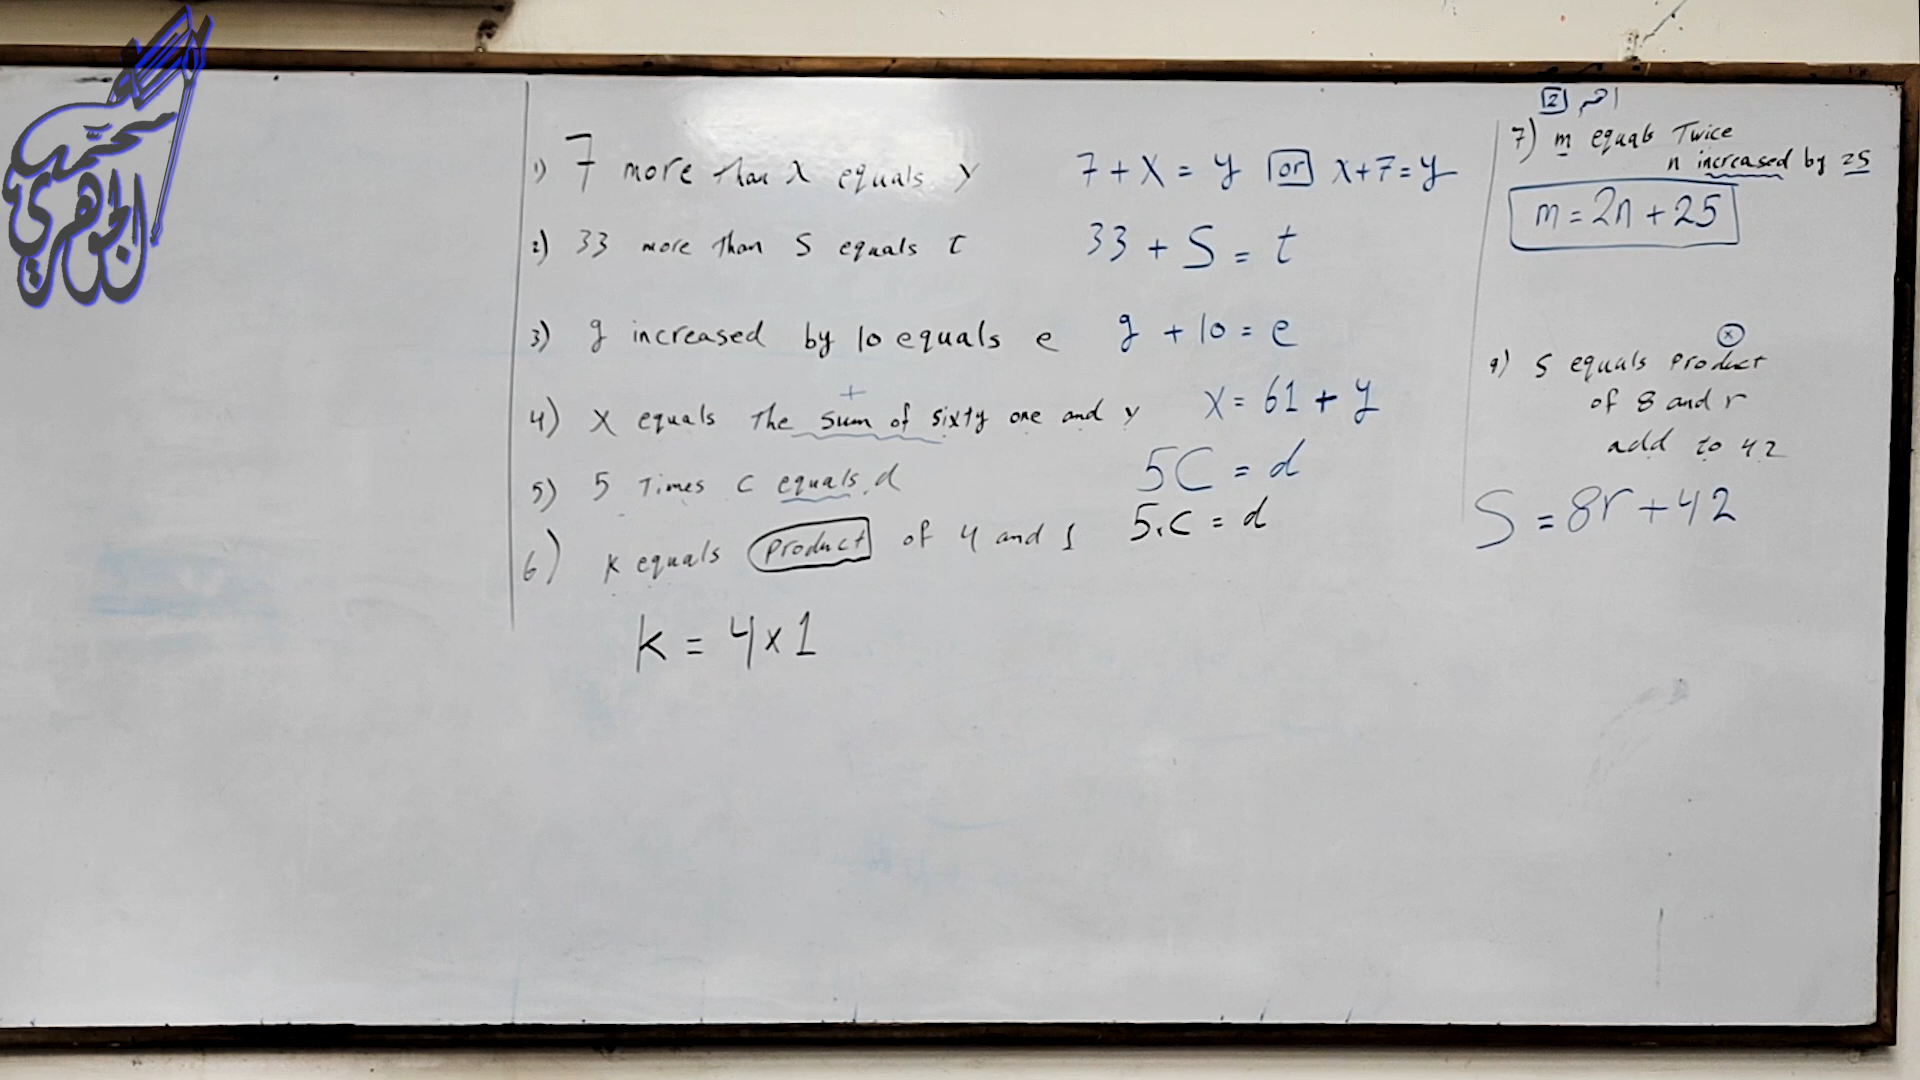 محمد
الجوهري
1) 7 more than x equals y 7 + x = y or x + 7 = y
2) 33 more than S equals t 33 + S = t
3) g increased by 10 equals e g + 10 = e
+
4) x equals the sum of sixty one and y x = 61 + y
5) 5 Times c equals d 5C = d
5.C = d
6) k equals product of 4 and 1
k = 4 x 1
2
7) m equals Twice
n increased by 25
m = 2n + 25
x
9) S equals product
of 8 and r
add to 42
S = 8r + 42